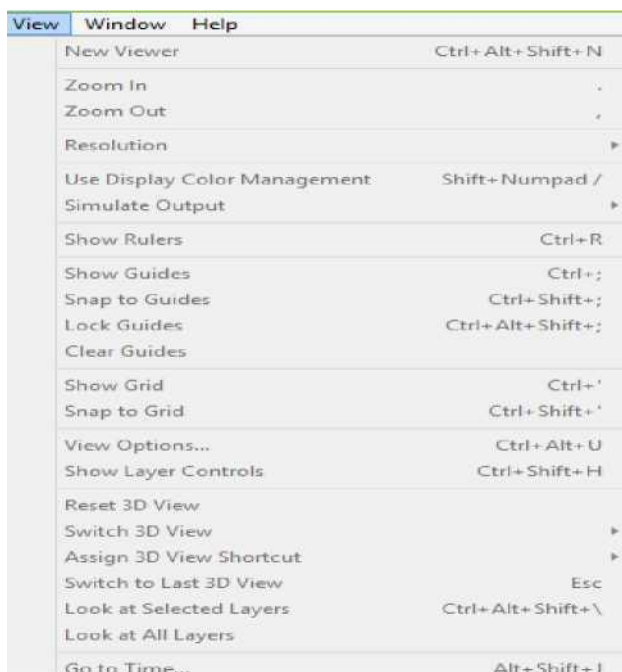 View Window Help
New Viewer Ctrl+Alt+Shift+N
Zoom In .
Zoom Out ,
Resolution
Use Display Color Management Shift+Numpad /
Simulate Output
Show Rulers Ctrl+R
Show Guides Ctrl+;
Snap to Guides Ctrl+Shift+;
Lock Guides Ctrl+Alt+Shift+;
Clear Guides
Show Grid Ctrl+'
Snap to Grid Ctrl+Shift+'
View Options... Ctrl+Alt+U
Show Layer Controls Ctrl+Shift+H
Reset 3D View
Switch 3D View
Assign 3D View Shortcut
Switch to Last 3D View Esc
Look at Selected Layers Ctrl+Alt+Shift+\
Look at All Layers
Go to Time... Alt+Shift+J